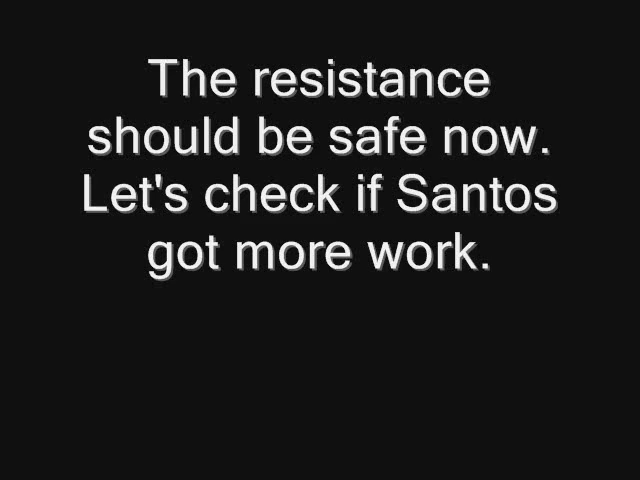 The resistance
should be safe now.
Let's check if Santos
got more work.